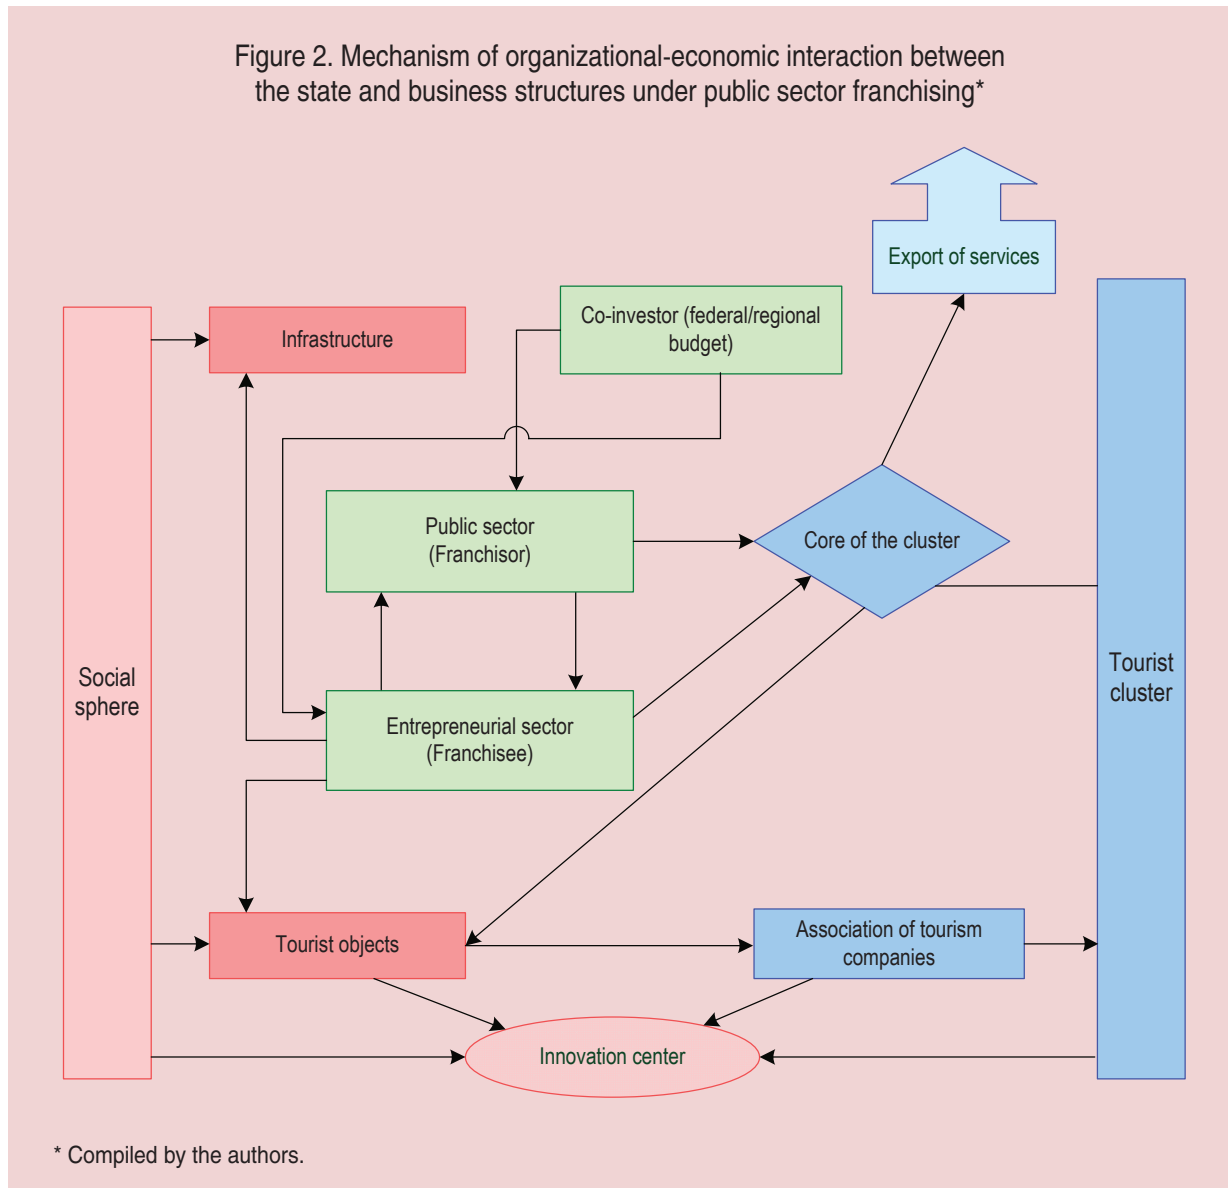 Figure 2. Mechanism of organizational-economic interaction between
the state and business structures under public sector franchising*
Export of services
Co-investor (federal/regional
budget)
Infrastructure
Public sector
(Franchisor)
Core of the cluster
Social
sphere
Tourist
cluster
Entrepreneurial sector
(Franchisee)
Tourist objects
Association of tourism
companies
Innovation center
* Compiled by the authors.